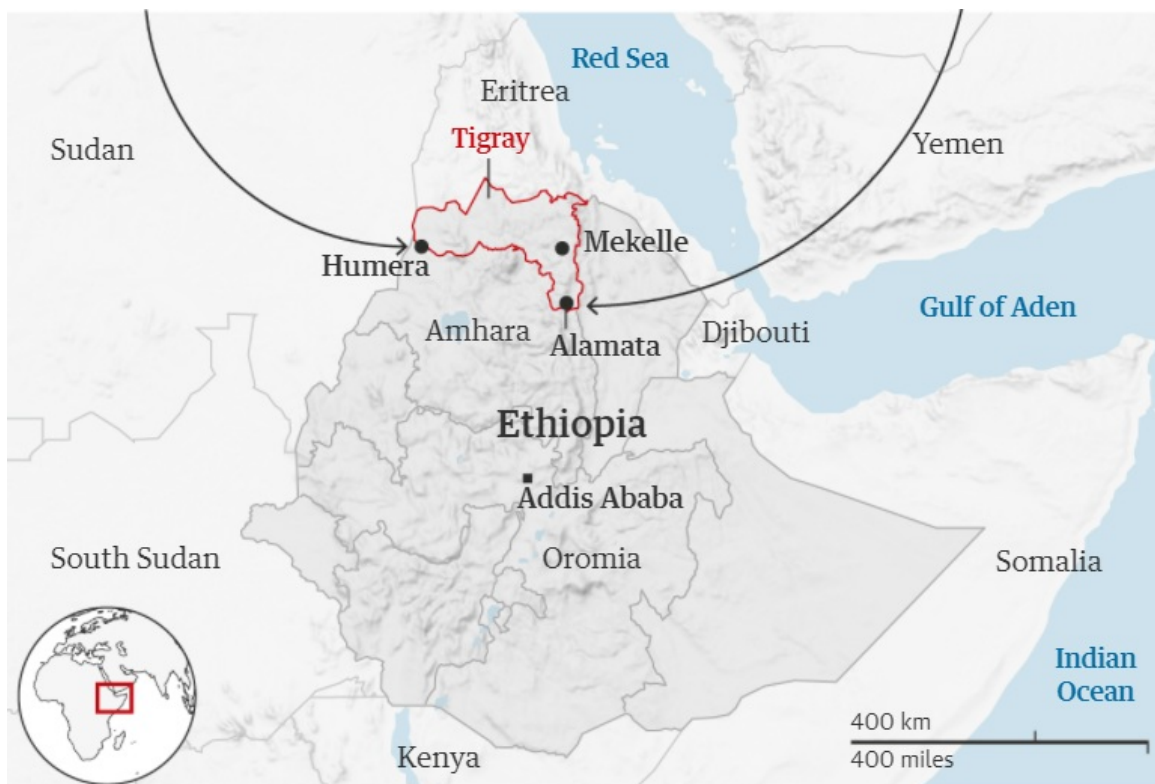 Red Sea
Eritrea
Sudan
Tigray
Yemen
Mekelle
Humera
Gulf of Aden
Amhara
Djibouti
Alamata
Ethiopia
Addis Ababa
South Sudan
Oromia
Somalia
Indian
Ocean
400 km
400 miles
Kenya